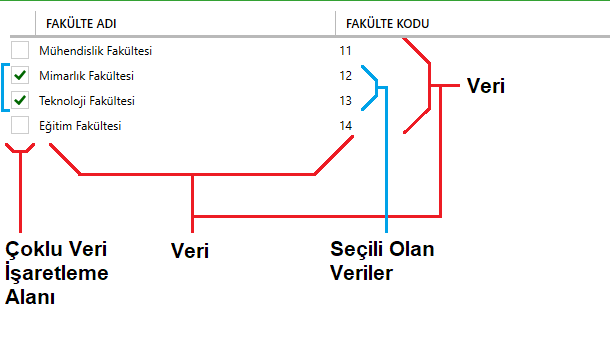 FAKÜLTE ADI FAKÜLTE KODU
Mühendislik Fakültesi 11
Mimarlık Fakültesi 12
Teknoloji Fakültesi 13
Eğitim Fakültesi 14
Veri
Çoklu Veri
İşaretleme
Alanı
Veri
Seçili Olan
Veriler